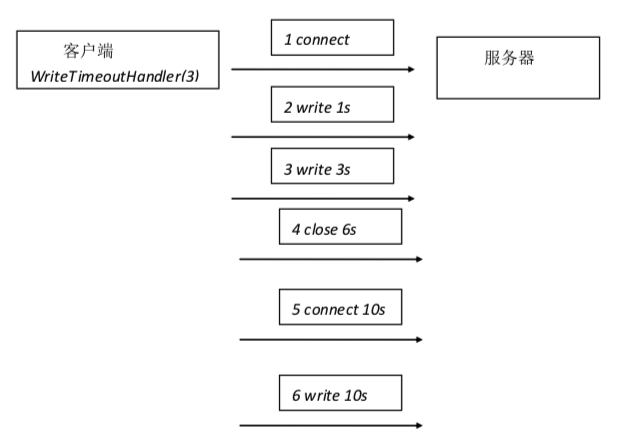 客户端
WriteTimeoutHandler(3)
1 connect
服务器
2 write 1s
3 write 3s
4 close 6s
5 connect 10s
6 write 10s